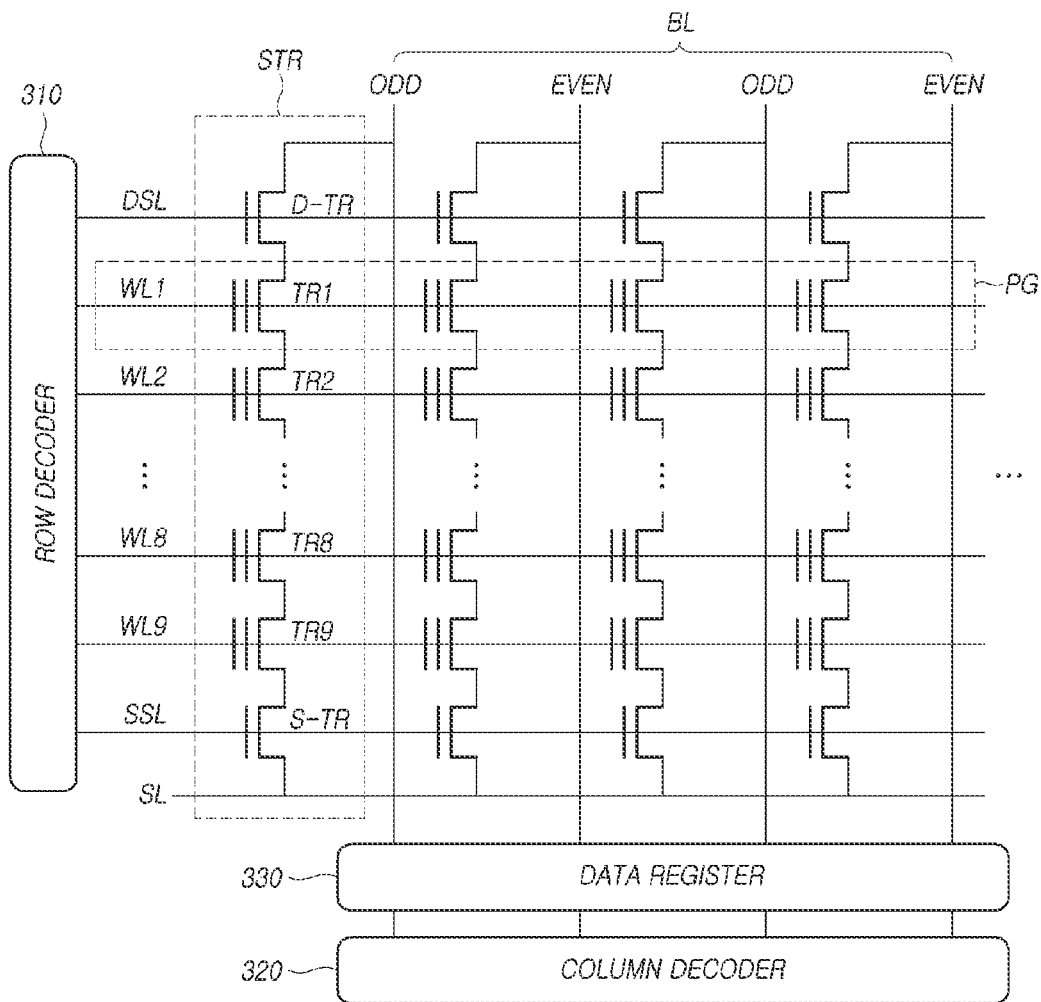 BL
STR
ODD EVEN ODD EVEN
310
DSL D-TR
WL1 TR1 PG
WL2 TR2
ROW DECODER
... ...
WL8 TR8
WL9 TR9
SSL S-TR
SL
330 DATA REGISTER
320 COLUMN DECODER